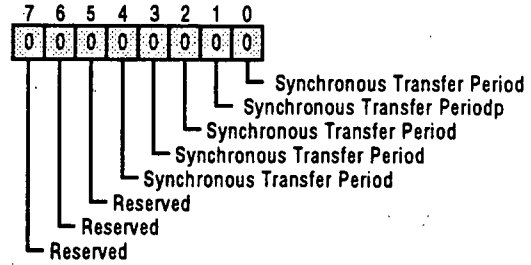 7 6 5 4 3 2 1 0
0 0 0 0 0 0 0 0
Synchronous Transfer Period
Synchronous Transfer Periodp
Synchronous Transfer Period
Synchronous Transfer Period
Synchronous Transfer Period
Reserved
Reserved
Reserved